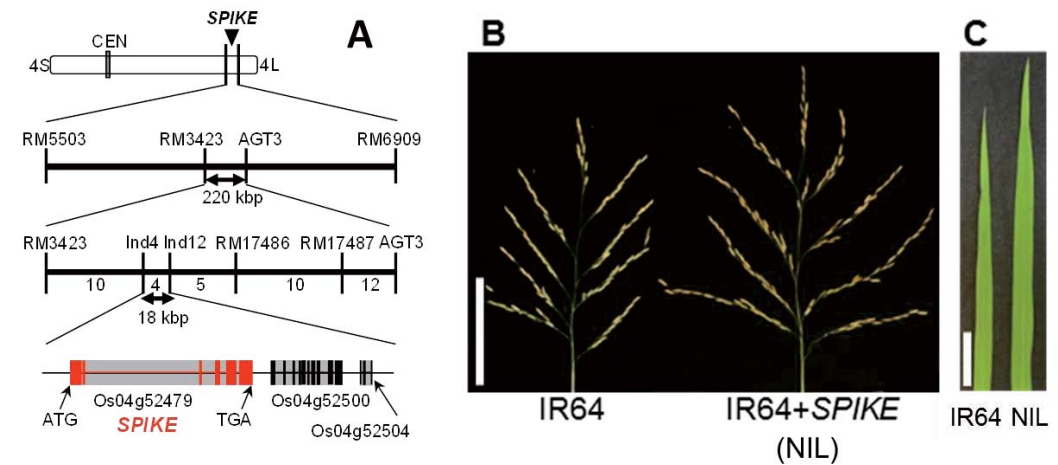 SPIKE
A
CEN
4S
4L
RM5503 RM3423 AGT3 RM6909
220 kbp
RM3423 Ind4 Ind12 RM17486 RM17487 AGT3
10 4 5 10 12
18 kbp
Os04g52479 Os04g52500
ATG SPIKE TGA
Os04g52504
B
IR64 IR64+SPIKE
(NIL)
C
IR64 NIL